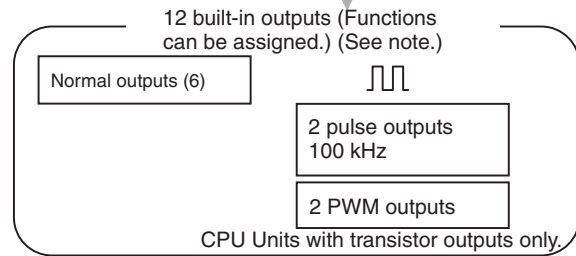 12 built-in outputs (Functions
can be assigned.) (See note.)
Normal outputs (6)
2 pulse outputs
100 kHz
2 PWM outputs
CPU Units with transistor outputs only.